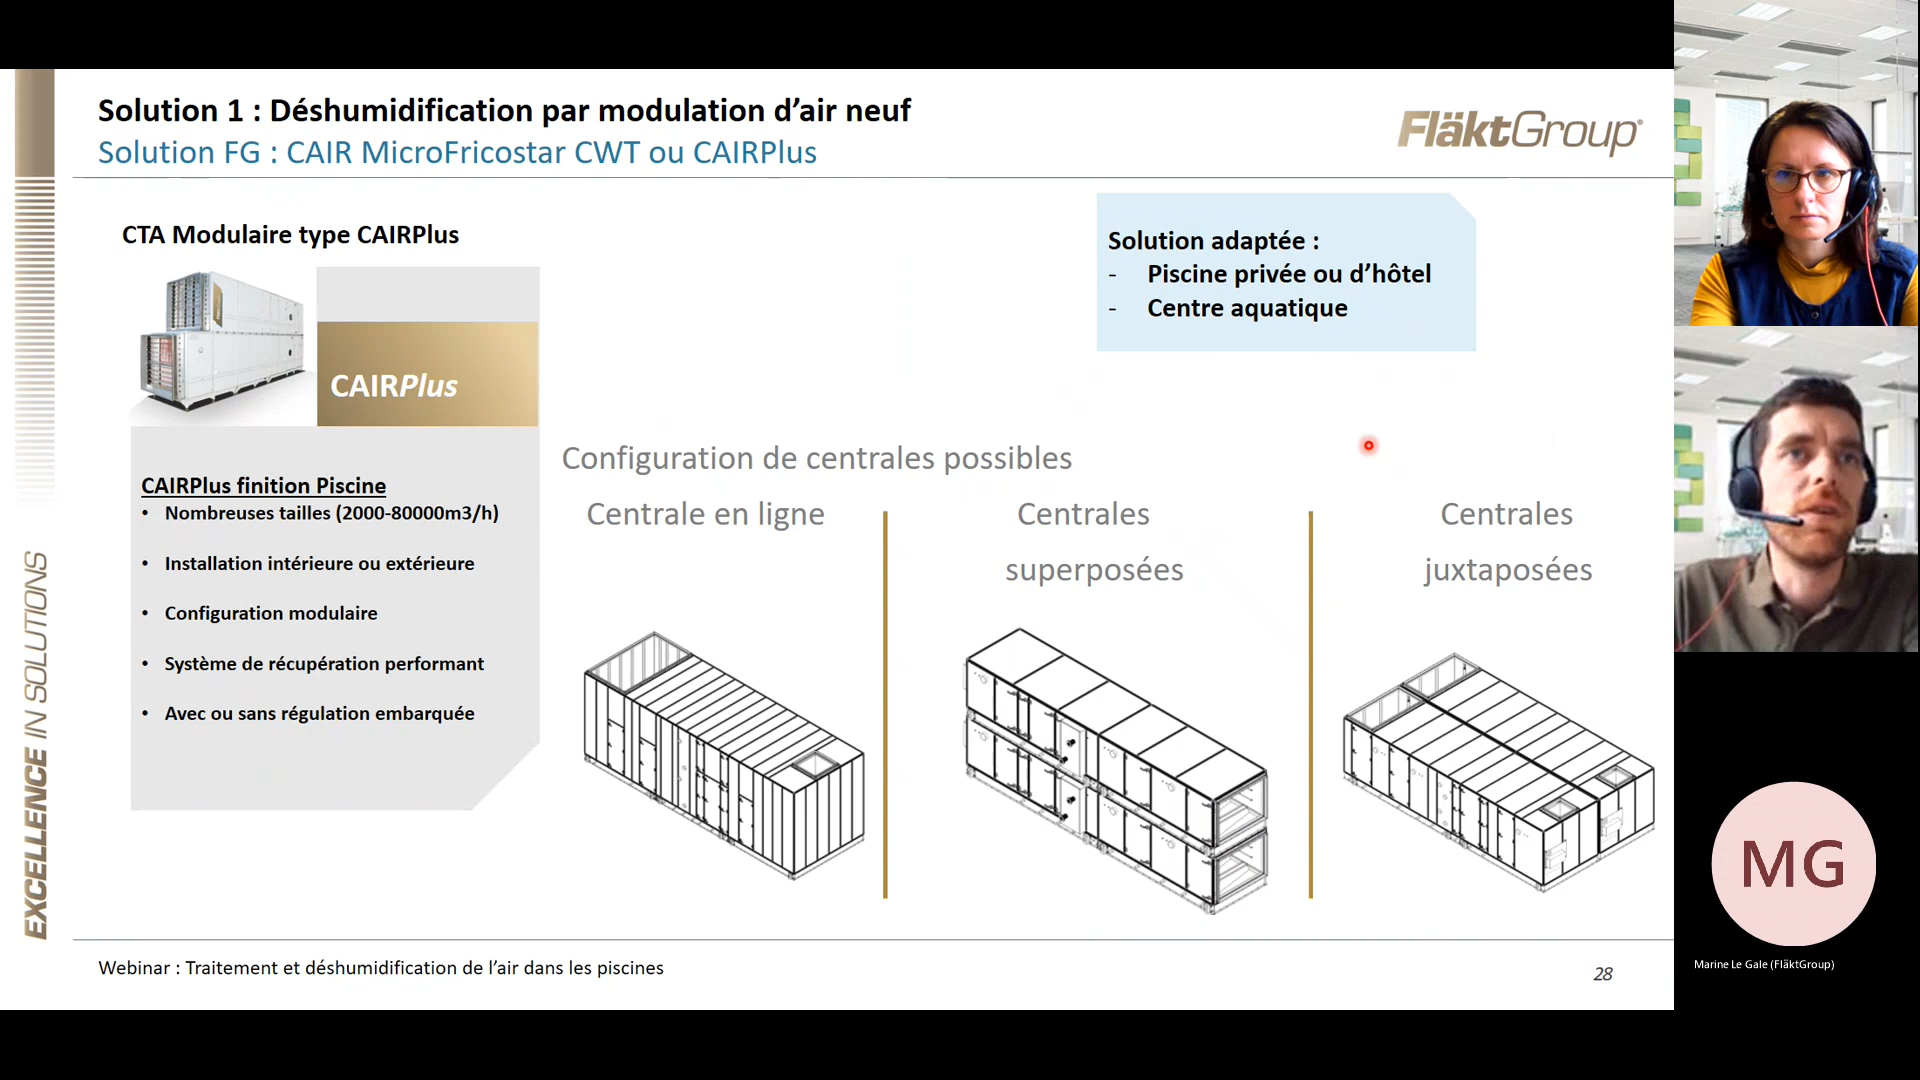 Solution 1 : Déshumidification par modulation d’air neuf
Solution FG : CAIR MicroFricostar CWT ou CAIRPlus
FläktGroup
CTA Modulaire type CAIRPlus
CAIRPlus
Solution adaptée :
- Piscine privée ou d’hôtel
- Centre aquatique
CAIRPlus finition Piscine
• Nombreuses tailles (2000-80000m3/h)
• Installation intérieure ou extérieure
• Configuration modulaire
• Système de récupération performant
• Avec ou sans régulation embarquée
Configuration de centrales possibles
Centrale en ligne
Centrales
superposées
Centrales
juxtaposées
EXCELLENCE IN SOLUTIONS
Webinar : Traitement et déshumidification de l’air dans les piscines
28
MG
Marine Le Gale (FläktGroup)